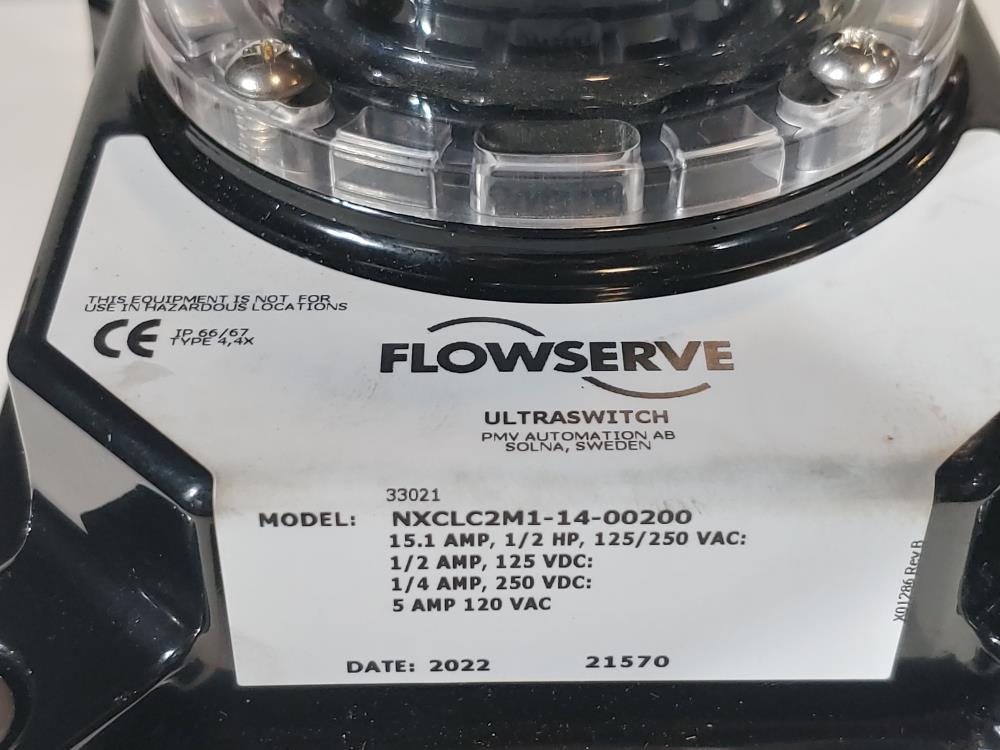 THIS EQUIPMENT IS NOT FOR
USE IN HAZARDOUS LOCATIONS
CE
IP 66/67
TYPE 4,4X
FLOWSERVE
ULTRASWITCH
PMV AUTOMATION AB
SOLNA, SWEDEN
33021
MODEL: NXCLC2M1-14-00200
15.1 AMP, 1/2 HP, 125/250 VAC:
1/2 AMP, 125 VDC:
1/4 AMP, 250 VDC:
5 AMP 120 VAC
X01286 Rev B
DATE: 2022 21570